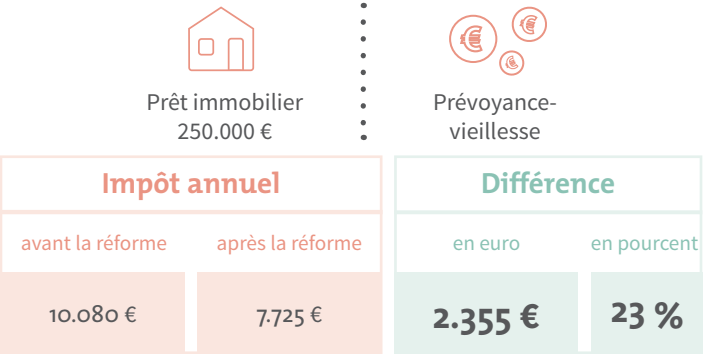 Prêt immobilier
250.000 €
Prévoyance-
vieillesse
Impôt annuel
Différence
avant la réforme
après la réforme
en euro
en pourcent
10.080 €
7.725 €
2.355 €
23 %